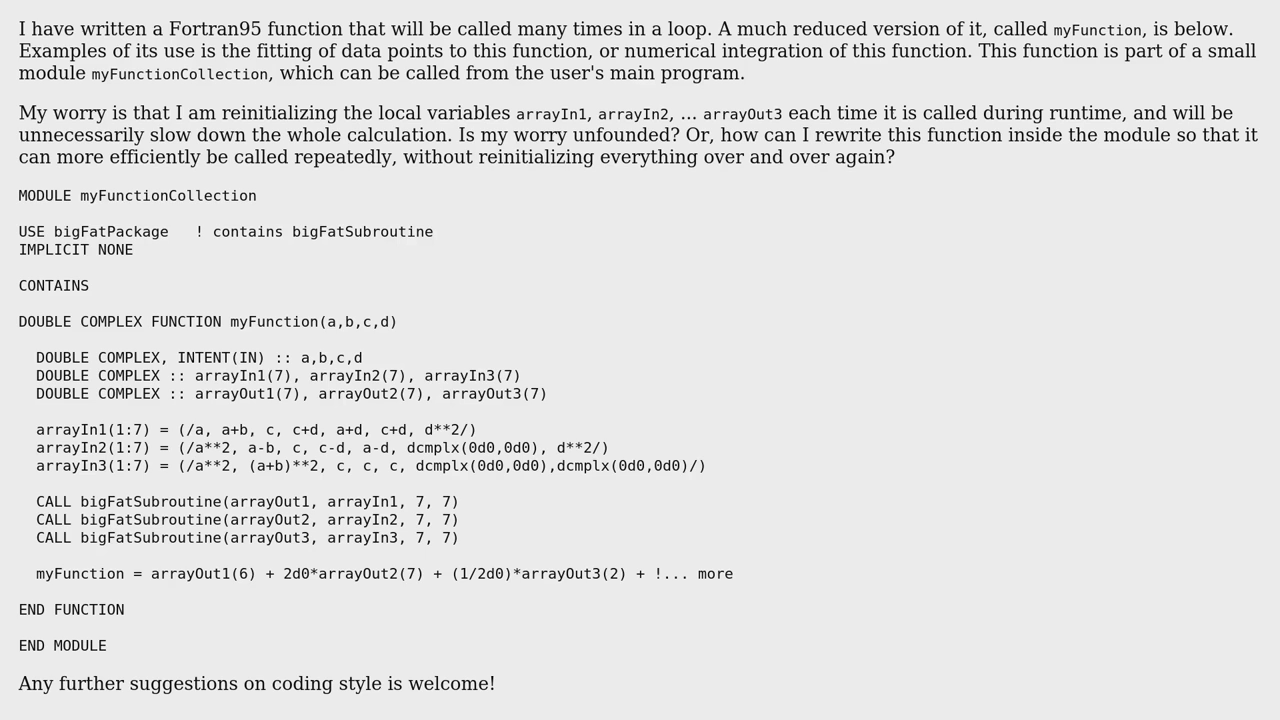 I have written a Fortran95 function that will be called many times in a loop. A much reduced version of it, called myFunction, is below.
Examples of its use is the fitting of data points to this function, or numerical integration of this function. This function is part of a small
module myFunctionCollection, which can be called from the user's main program.
My worry is that I am reinitializing the local variables arrayIn1, arrayIn2, ... arrayOut3 each time it is called during runtime, and will be
unnecessarily slow down the whole calculation. Is my worry unfounded? Or, how can I rewrite this function inside the module so that it
can more efficiently be called repeatedly, without reinitializing everything over and over again?
MODULE myFunctionCollection
USE bigFatPackage   ! contains bigFatSubroutine
IMPLICIT NONE
CONTAINS
DOUBLE COMPLEX FUNCTION myFunction(a,b,c,d)
  DOUBLE COMPLEX, INTENT(IN) :: a,b,c,d
  DOUBLE COMPLEX :: arrayIn1(7), arrayIn2(7), arrayIn3(7)
  DOUBLE COMPLEX :: arrayOut1(7), arrayOut2(7), arrayOut3(7)
  arrayIn1(1:7) = (/a, a+b, c, c+d, a+d, c+d, d**2/)
  arrayIn2(1:7) = (/a**2, a-b, c, c-d, a-d, dcmplx(0d0,0d0), d**2/)
  arrayIn3(1:7) = (/a**2, (a+b)**2, c, c, c, dcmplx(0d0,0d0),dcmplx(0d0,0d0)/)
  CALL bigFatSubroutine(arrayOut1, arrayIn1, 7, 7)
  CALL bigFatSubroutine(arrayOut2, arrayIn2, 7, 7)
  CALL bigFatSubroutine(arrayOut3, arrayIn3, 7, 7)
  myFunction = arrayOut1(6) + 2d0*arrayOut2(7) + (1/2d0)*arrayOut3(2) + !... more
END FUNCTION
END MODULE
Any further suggestions on coding style is welcome!